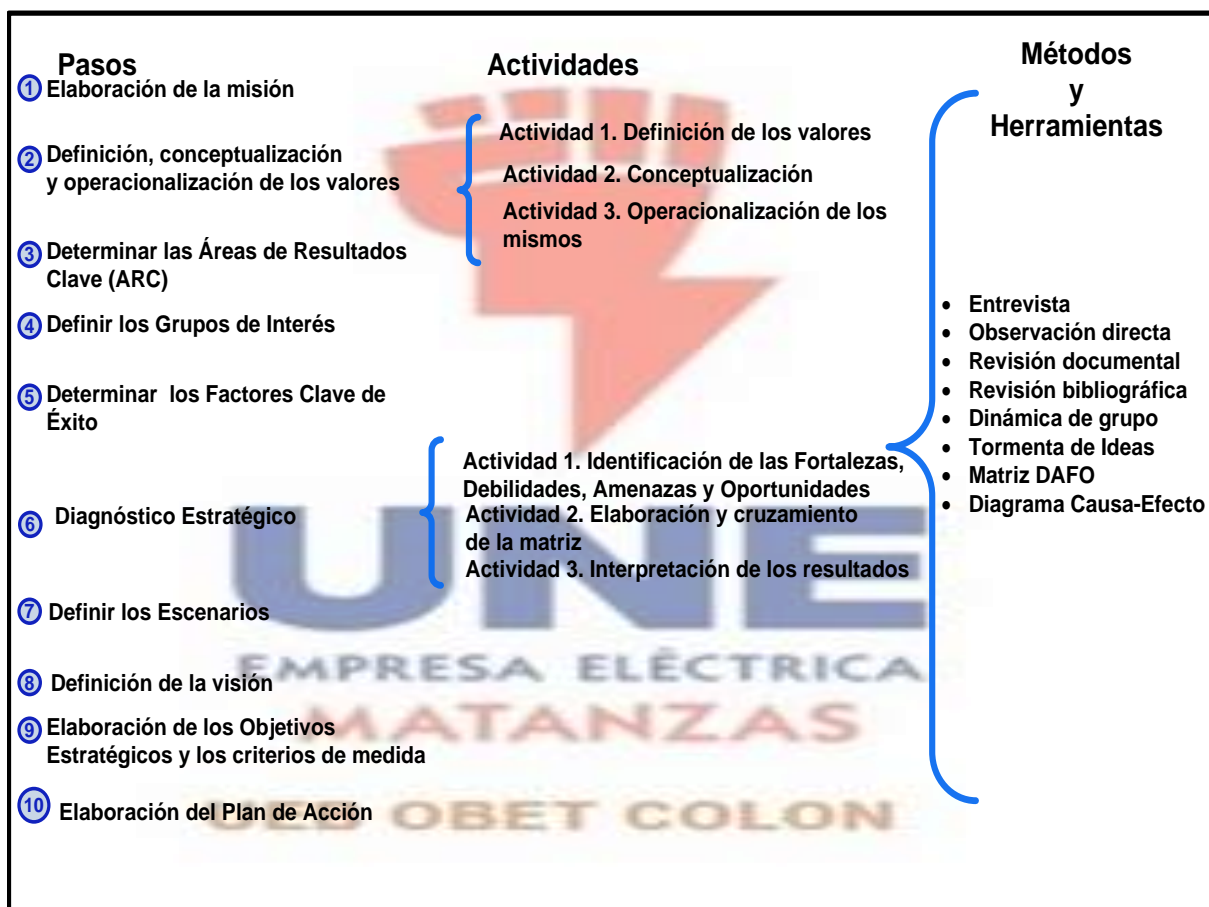 Pasos
1 Elaboración de la misión
2 Definición, conceptualización
y operacionalización de los valores
3 Determinar las Áreas de Resultados
Clave (ARC)
4 Definir los Grupos de Interés
5 Determinar los Factores Clave de
Éxito
6 Diagnóstico Estratégico
7 Definir los Escenarios
8 Definición de la visión
9 Elaboración de los Objetivos
Estratégicos y los criterios de medida
10 Elaboración del Plan de Acción
Actividades
Actividad 1. Definición de los valores
Actividad 2. Conceptualización
Actividad 3. Operacionalización de los
mismos
Actividad 1. Identificación de las Fortalezas,
Debilidades, Amenazas y Oportunidades
Actividad 2. Elaboración y cruzamiento
de la matriz
Actividad 3. Interpretación de los resultados
Métodos
y
Herramientas
• Entrevista
• Observación directa
• Revisión documental
• Revisión bibliográfica
• Dinámica de grupo
• Tormenta de Ideas
• Matriz DAFO
• Diagrama Causa-Efecto
UNE
EMPRESA ELÉCTRICA
MATANZAS
UEB OBET COLON